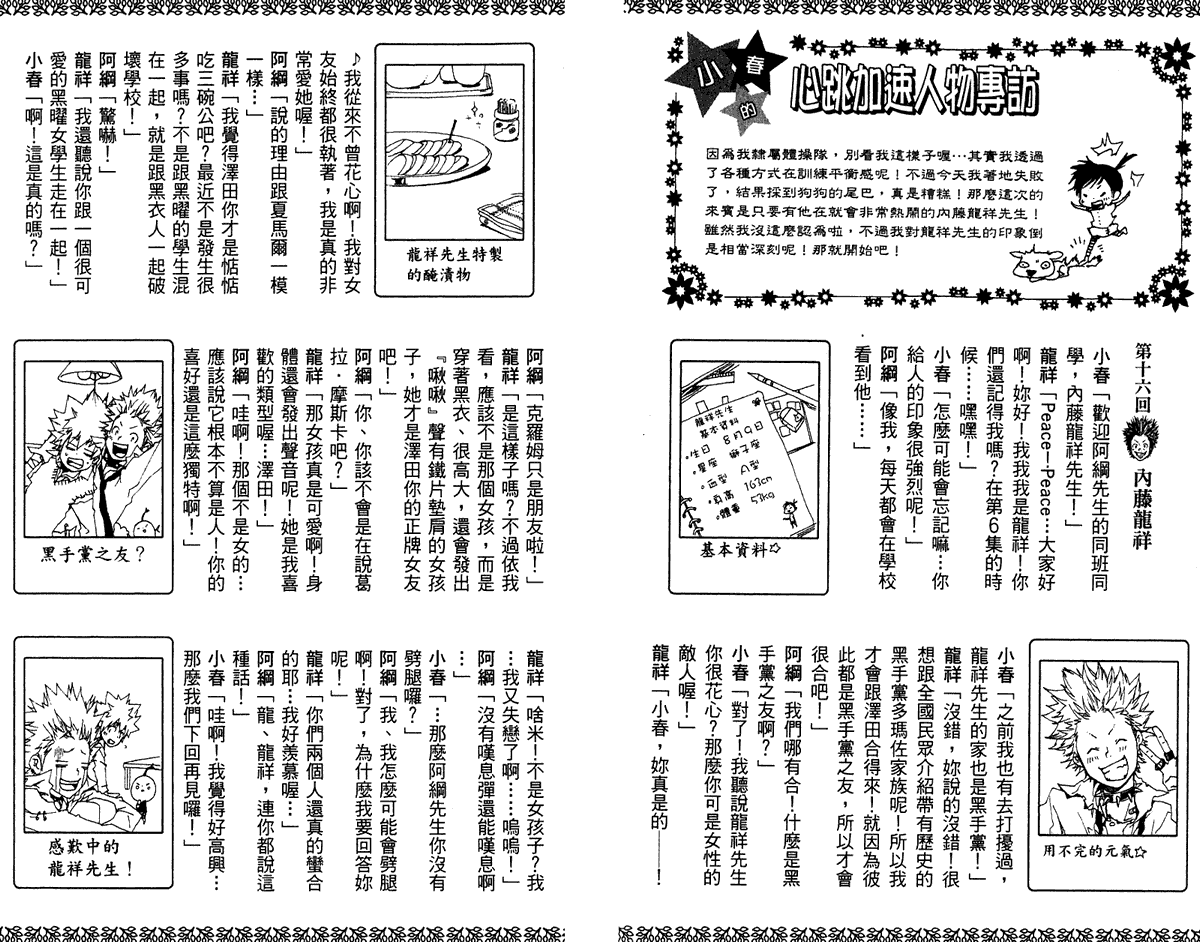 小春的
心跳加速人物專訪
因為我隸屬體操隊，別看我這樣子喔…其實我透過
了各種方式在訓練平衡感呢！不過今天我著地失敗
了，結果踩到狗狗的尾巴，真是糟糕！那麼這次的
來賓是只要有他在就會非常熱鬧的內藤龍祥先生！
雖然我沒這麼認為啦，不過我對龍祥先生的印象倒
是相當深刻呢！那就開始吧！
第十六回 內藤龍祥
小春「歡迎阿綱先生的同班同
學，內藤龍祥先生！」
龍祥「Peace—Peace…大家好
啊！妳好！我我我是龍祥！你
們還記得我嗎？在第6集的時
候……嘿嘿！」
小春「怎麼可能會忘記嘛…你
給人的印象很強烈呢！」
阿綱「像我，每天都會在學校
看到他……」
龍祥先生
基本資料
。生日 8月9日
。星座 獅子座
。血型 A型
。身高 163cm
。體重 53kg
基本資料☆
用不完的元氣☆
小春「之前我也有去打擾過，
龍祥先生的家也是黑手黨！」
龍祥「沒錯，妳說的沒錯！很
想跟全國民眾介紹帶有歷史的
黑手黨多瑪佐家族呢！所以我
才會跟澤田合得來！就因為彼
此都是黑手黨之友，所以才會
很合吧！」
阿綱「我們哪有合！什麼是黑
手黨之友啊？」
小春「對了！我聽說龍祥先生
你很花心？那麼你可是女性的
敵人喔！」
龍祥「小春，妳真是的——！
龍祥先生特製
的醃漬物
♪我從來不曾花心啊！我對女
友始終都很執著，我是真的非
常愛她喔！」
阿綱「說的理由跟夏馬爾一模
一樣…」
龍祥「我覺得澤田你才是惦惦
吃三碗公吧？最近不是發生很
多事嗎？不是跟黑曜的學生混
在一起，就是跟黑衣人一起破
壞學校！」
阿綱「驚嚇！」
龍祥「我還聽說你跟一個很可
愛的黑曜女學生走在一起！」
小春「啊！這是真的嗎？」
阿綱「克羅姆只是朋友啦！」
龍祥「是這樣子嗎？不過依我
看，應該不是那個女孩，而是
穿著黑衣、很高大，還會發出
『啾啾』聲有鐵片墊肩的女孩
子，她才是澤田你的正牌女友
吧！」
阿綱「你、你該不會是在說葛
拉．摩斯卡吧？」
龍祥「那女孩真是可愛啊！身
體還會發出聲音呢！她是我喜
歡的類型喔…澤田！」
阿綱「哇啊！那個不是女的…
應該說它根本不算是人！你的
喜好還是這麼獨特啊！」
黑手黨之友？
龍祥「啥米！不是女孩子？我
…我又失戀了啊……嗚嗚！」
阿綱「沒有嘆息彈還能嘆息啊
…」
小春「…那麼阿綱先生你沒有
劈腿囉？」
阿綱「我、我怎麼可能會劈腿
啊！對了，為什麼我要回答妳
呢！」
龍祥「你們兩個人還真的蠻合
的耶…我好羨慕喔…」
阿綱「龍、龍祥，連你都說這
種話！」
小春「哇啊！我覺得好高興…
那麼我們下回再見囉！」
感歎中的
龍祥先生！